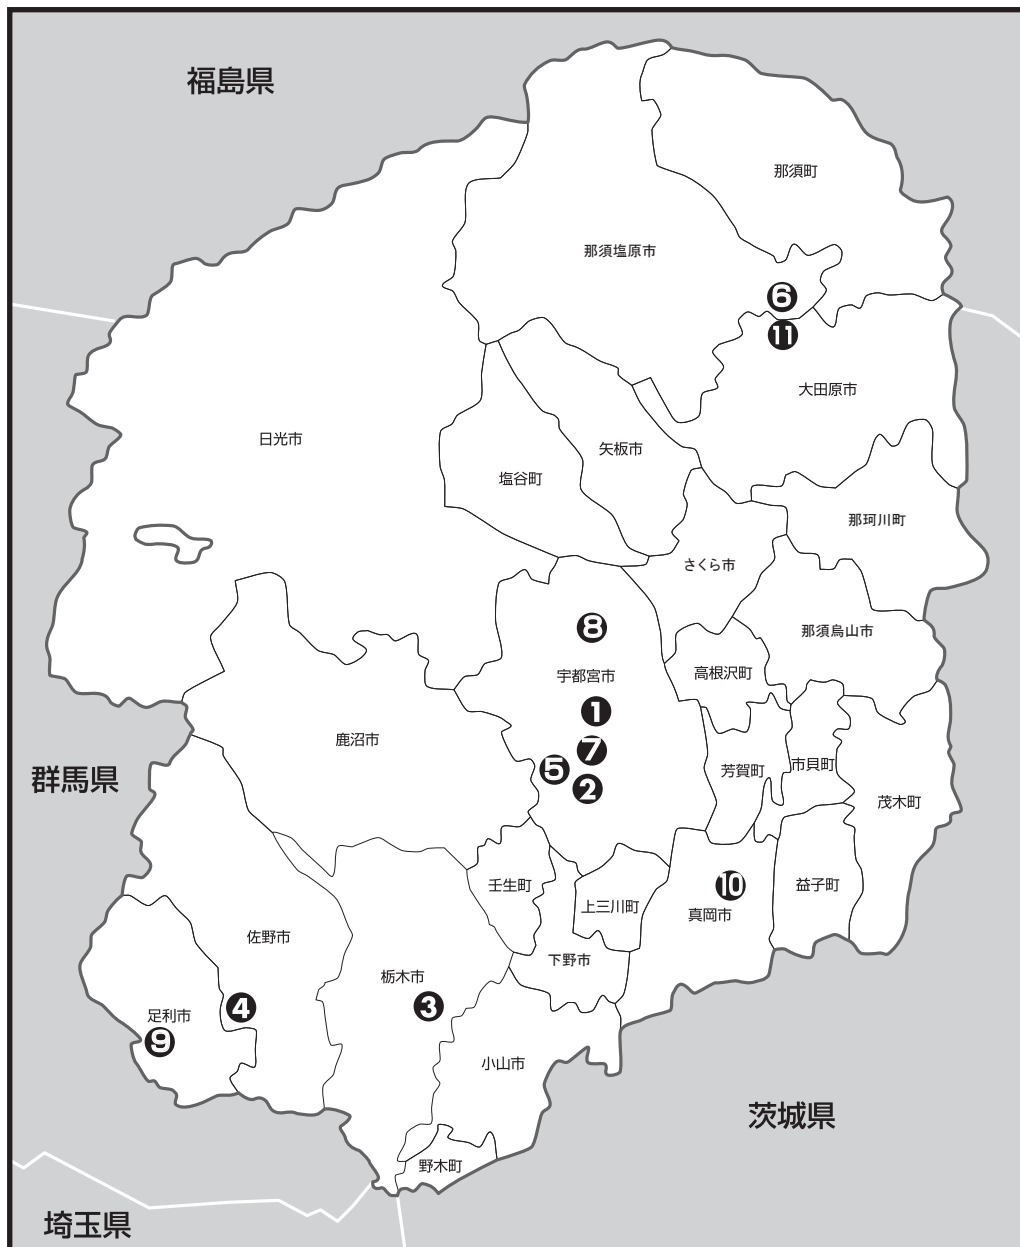 福島県
那須町
那須塩原市
6
11
大田原市
日光市
矢板市
塩谷町
那珂川町
さくら市
8
那須烏山市
高根沢町
宇都宮市
1
鹿沼市
7
5
2
芳賀町
市貝町
群馬県
茂木町
壬生町
10
益子町
上三川町
真岡市
佐野市
下野市
栃木市
4
3
足利市
9
小山市
茨城県
野木町
埼玉県